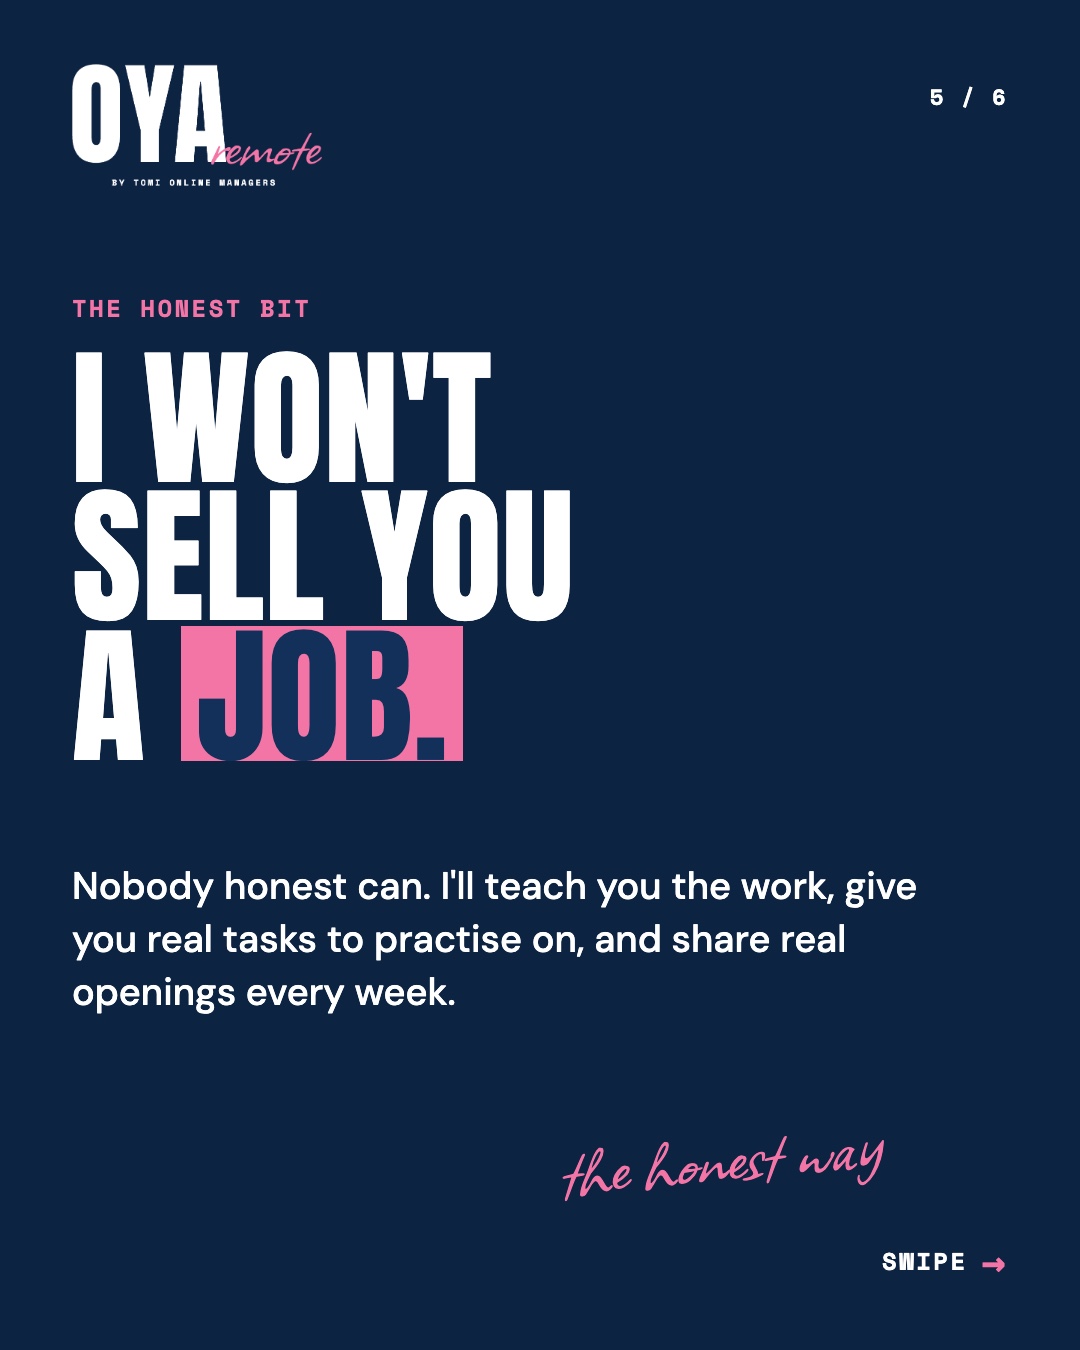 OYA
remote
BY TOMI ONLINE MANAGERS
5 / 6
THE HONEST BIT
I WON'T
SELL YOU
A JOB.
Nobody honest can. I'll teach you the work, give
you real tasks to practise on, and share real
openings every week.
the honest way
SWIPE →